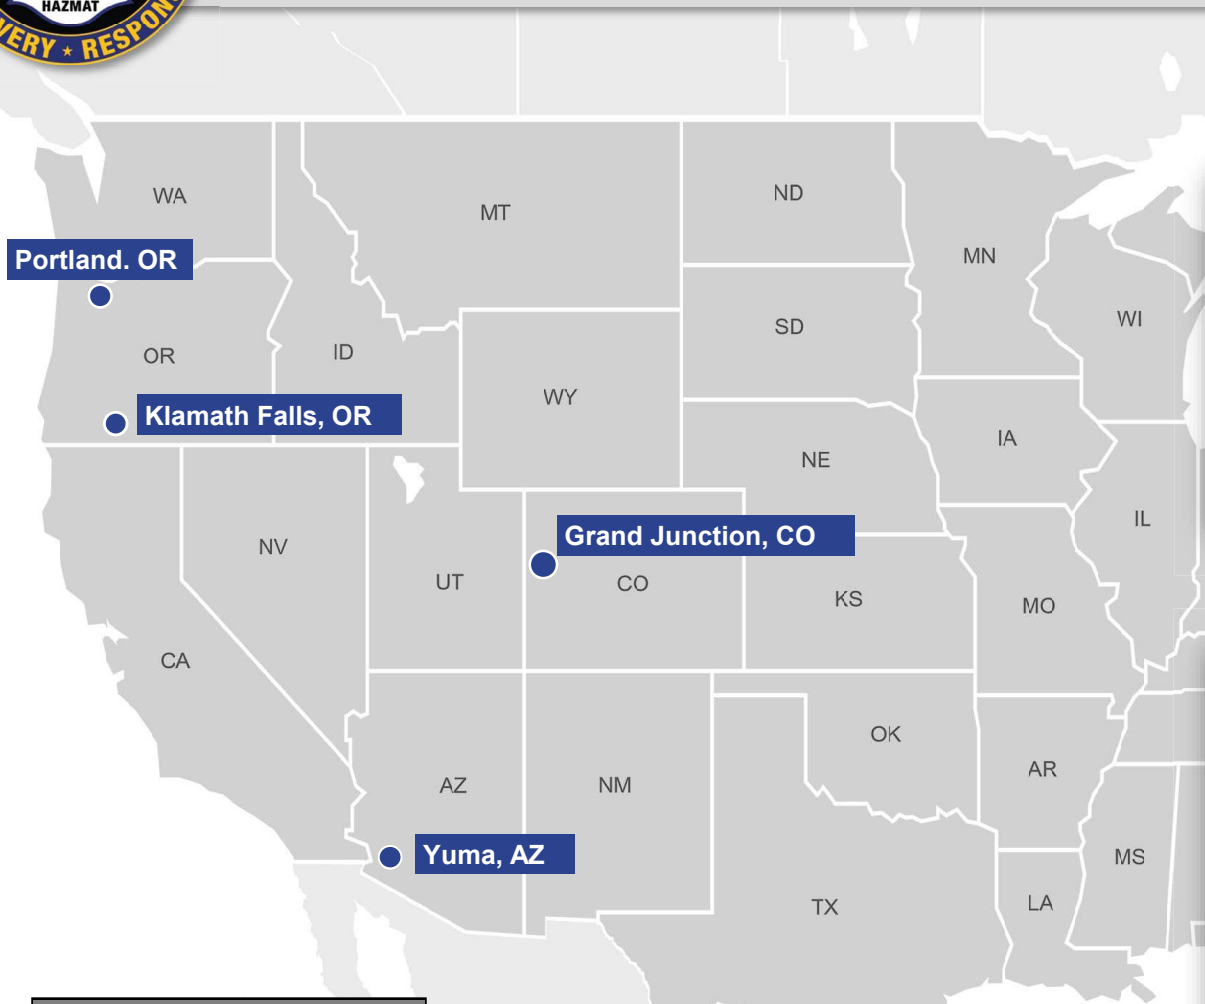 HAZMAT
VERY ★ RESPON
WA
MT
ND
MN
Portland. OR
SD
WI
OR
ID
WY
Klamath Falls, OR
IA
NE
IL
Grand Junction, CO
NV
UT
CO
KS
MO
CA
OK
AR
AZ
NM
Yuma, AZ
MS
TX
LA